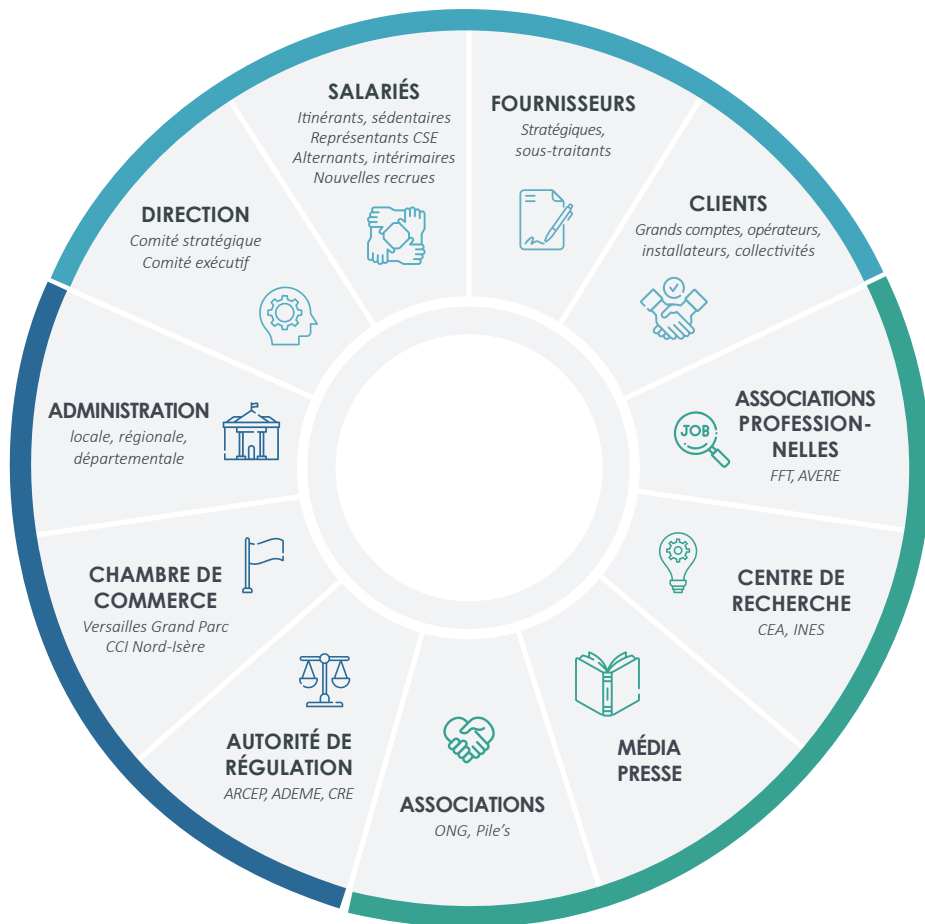 SALARIÉS
Itinérants, sédentaires
Représentants CSE
Alternants, intérimaires
Nouvelles recrues
FOURNISSEURS
Stratégiques,
sous-traitants
CLIENTS
Grands comptes, opérateurs,
installateurs, collectivités
ASSOCIATIONS
PROFESSION-
NELLES
FFT, AVERE
JOB
CENTRE DE
RECHERCHE
CEA, INES
MÉDIA
PRESSE
ASSOCIATIONS
ONG, Pile's
AUTORITÉ DE
RÉGULATION
ARCEP, ADEME, CRE
CHAMBRE DE
COMMERCE
Versailles Grand Parc
CCI Nord-Isère
ADMINISTRATION
locale, régionale,
départementale
DIRECTION
Comité stratégique
Comité exécutif